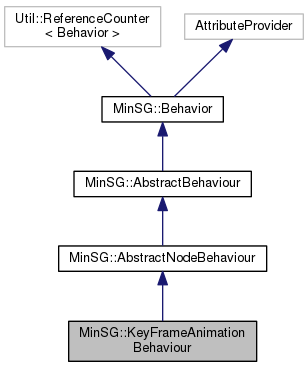 Util::ReferenceCounter
< Behavior >
AttributeProvider
MinSG::Behavior
MinSG::AbstractBehaviour
MinSG::AbstractNodeBehaviour
MinSG::KeyFrameAnimation
Behaviour